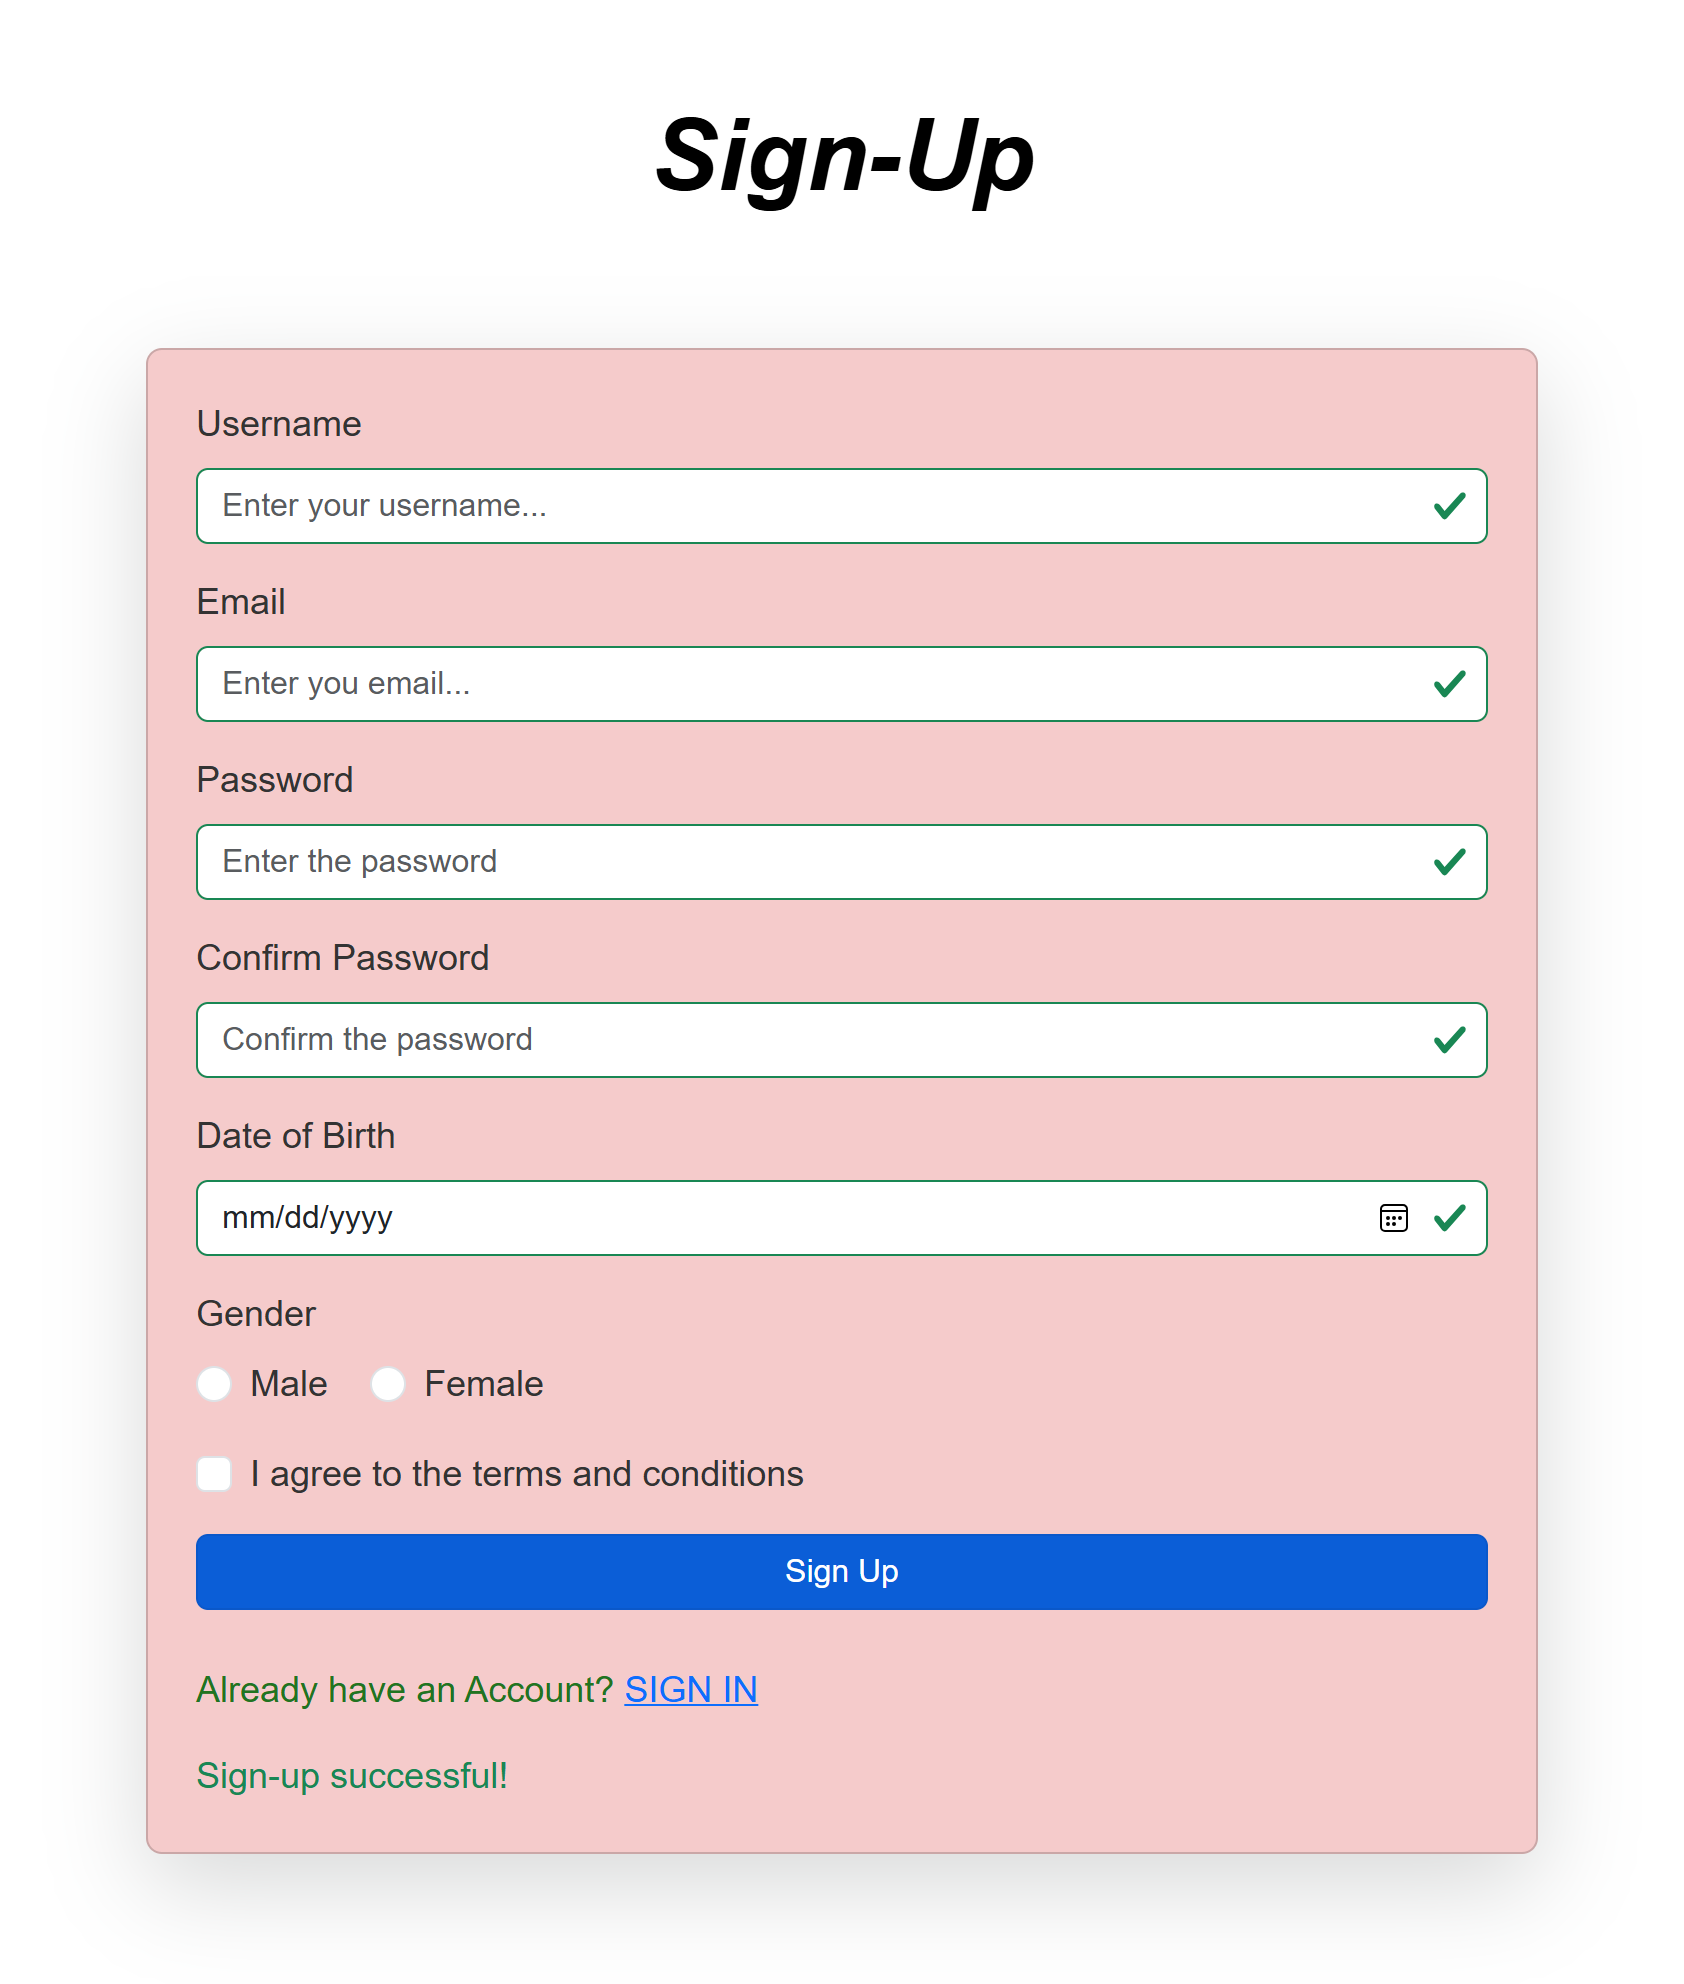 Sign-Up
Username
Enter your username...
Email
Enter you email...
Password
Enter the password
Confirm Password
Confirm the password
Date of Birth
mm/dd/yyyy
Gender
Male Female
I agree to the terms and conditions
Sign Up
Already have an Account? SIGN IN
Sign-up successful!